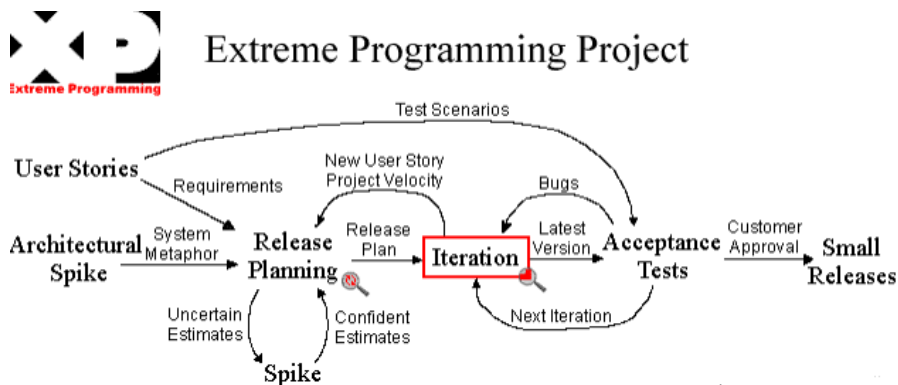 XP
Extreme Programming
Extreme Programming Project
Test Scenarios
User Stories
Requirements
New User Story
Project Velocity
Bugs
Architectural
Spike
System
Metaphor
Release
Planning
Release
Plan
Iteration
Latest
Version
Acceptance
Tests
Customer
Approval
Small
Releases
Uncertain
Estimates
Confident
Estimates
Next Iteration
Spike